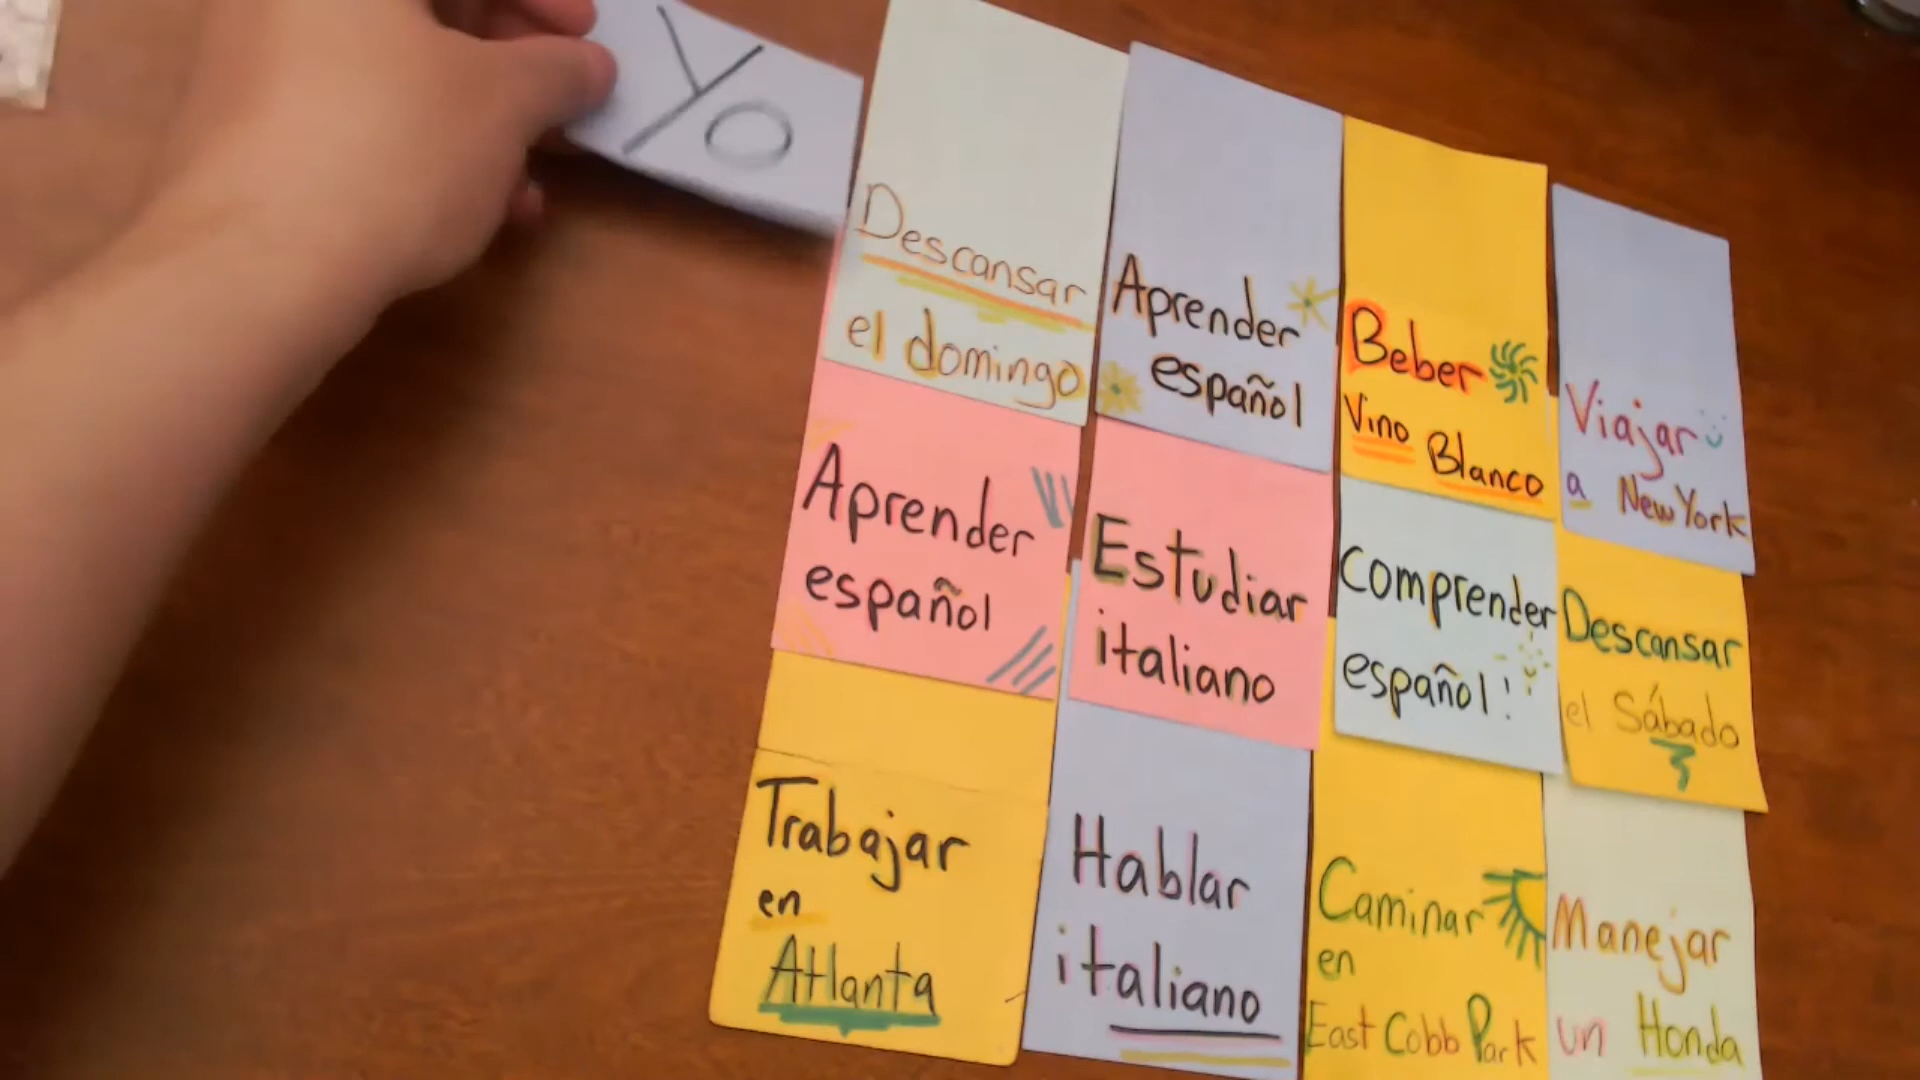 Yo
Descansar
el domingo
Aprender
español
Beber
Vino Blanco
Viajar
a New York
Aprender
español
Estudiar
italiano
Comprender
español!
Descansar
el Sábado
Trabajar
en
Atlanta
Hablar
italiano
Caminar
en
East Cobb Park
Manejar
un Honda